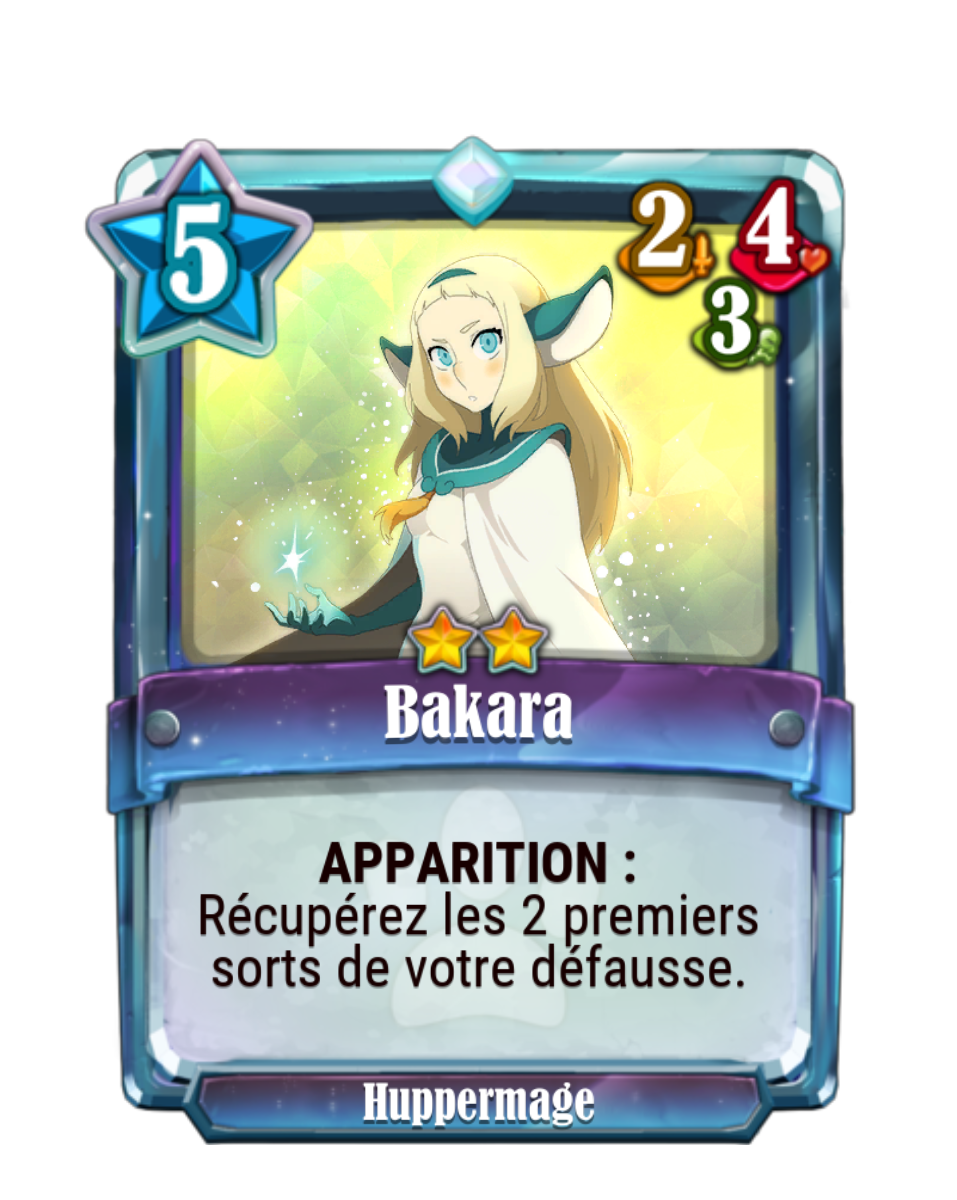 5
2
4
3
Bakara
APPARITION :
Récupérez les 2 premiers
sorts de votre défausse.
Huppermage